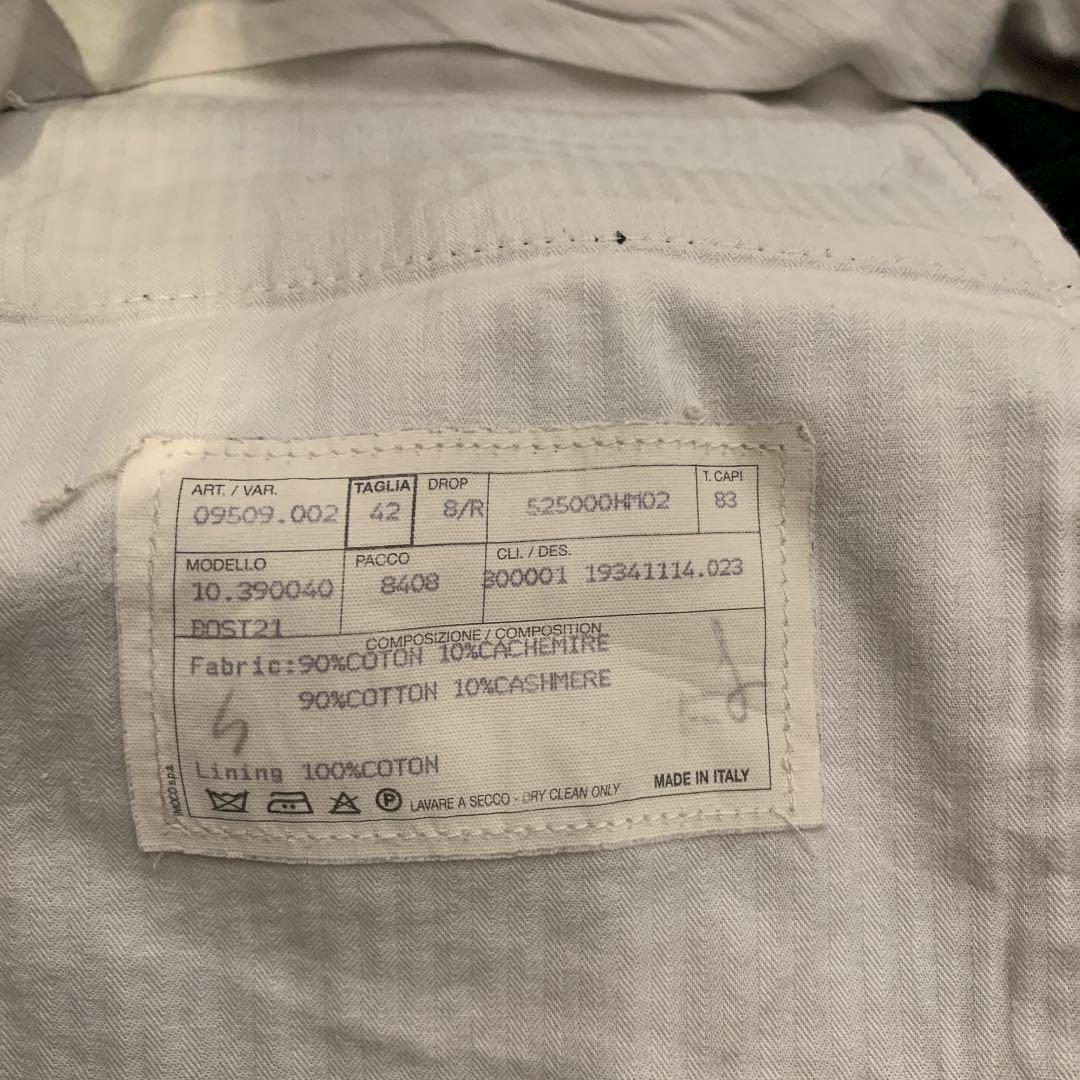 ART. / VAR. TAGLIA DROP T. CAPI
09509.002 42 8/R 525000HM02 83
MODELLO PACCO CLI. / DES.
10.390040 8408 300001 19341114.023
BOST21
COMPOSIZINE / COMPOSITION
Fabric:90%COTON 10%CACHEMIRE
90%COTTON 10%CASHMERE
Lining 100%COTON
P LAVARE A SECCO - DRY CLEAN ONLY MADE IN ITALY